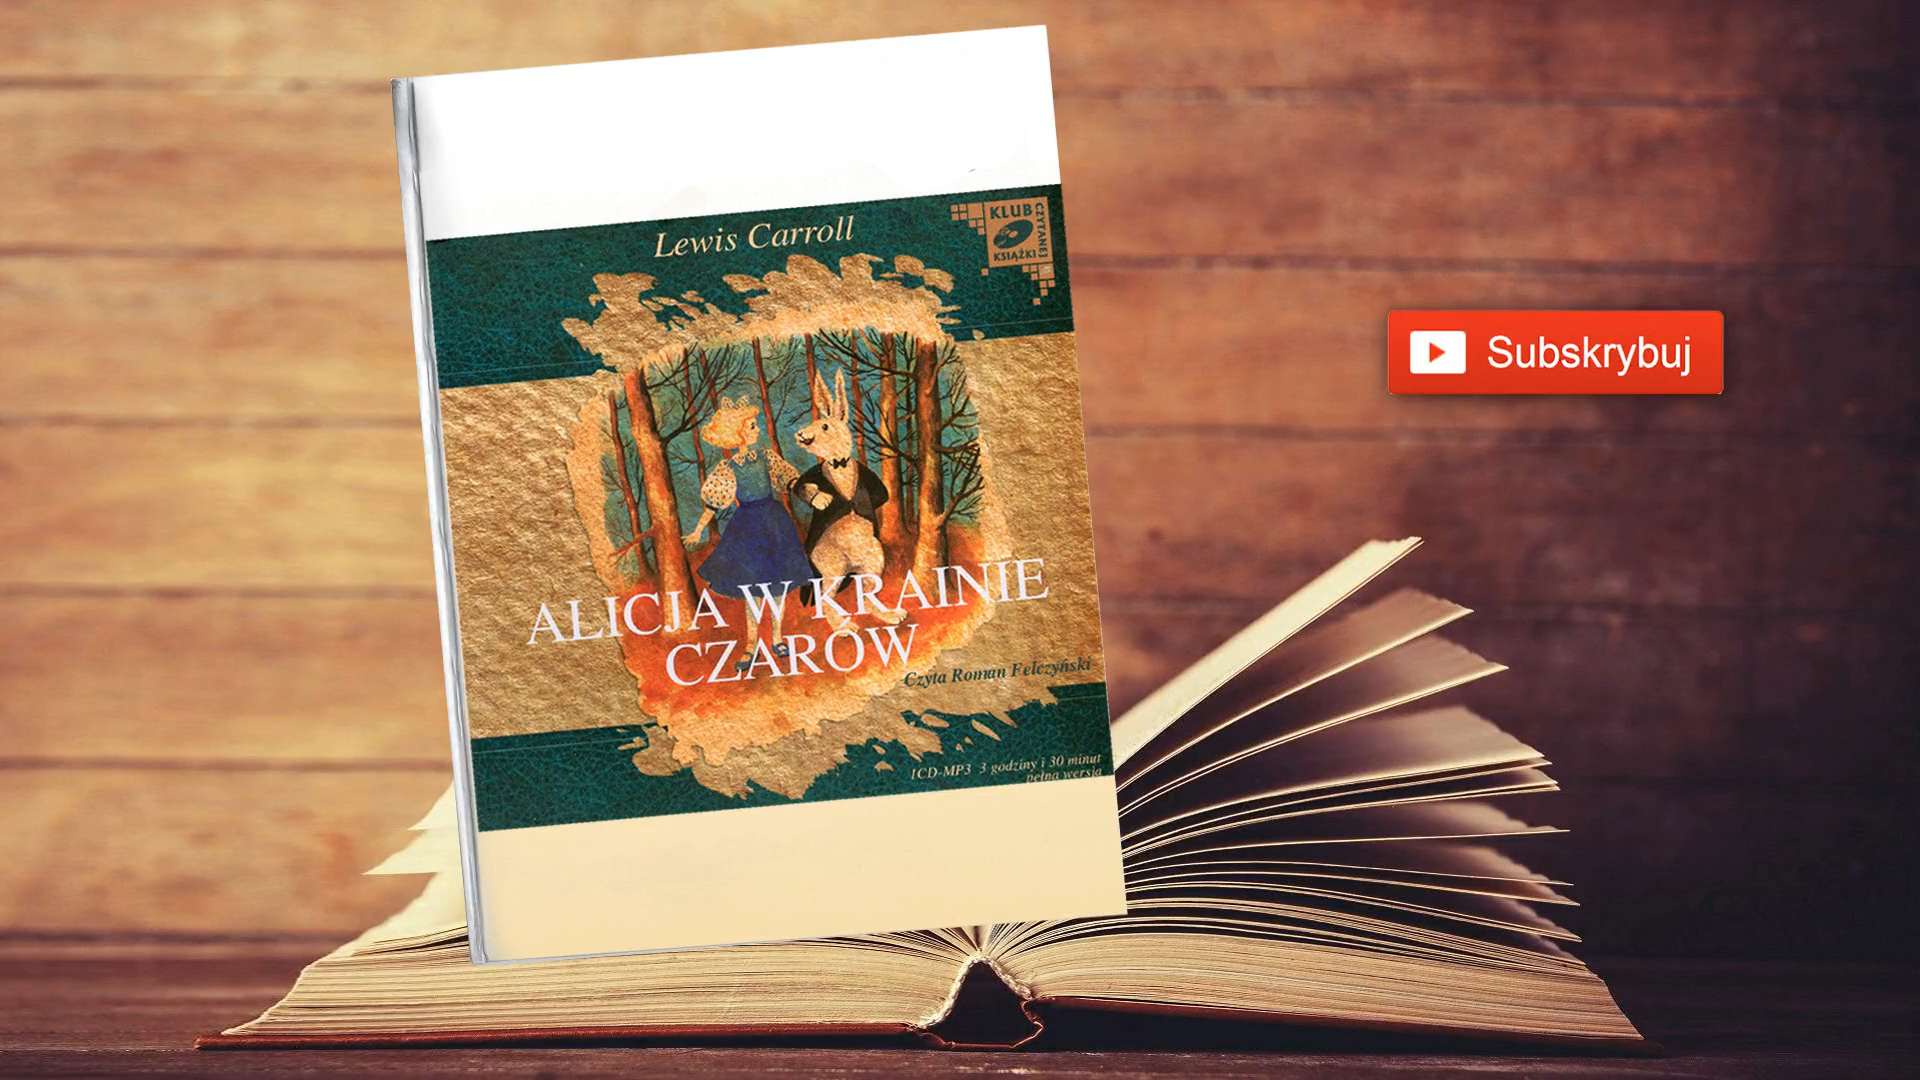 Lewis Carroll
KLUB
CZYTANEJ
KSIĄŻKI
Subskrybuj
ALICJA W KRAINIE
CZARÓW
Czyta Roman Felczyński
1CD-MP3 3 godziny i 30 minut
pełna wersja